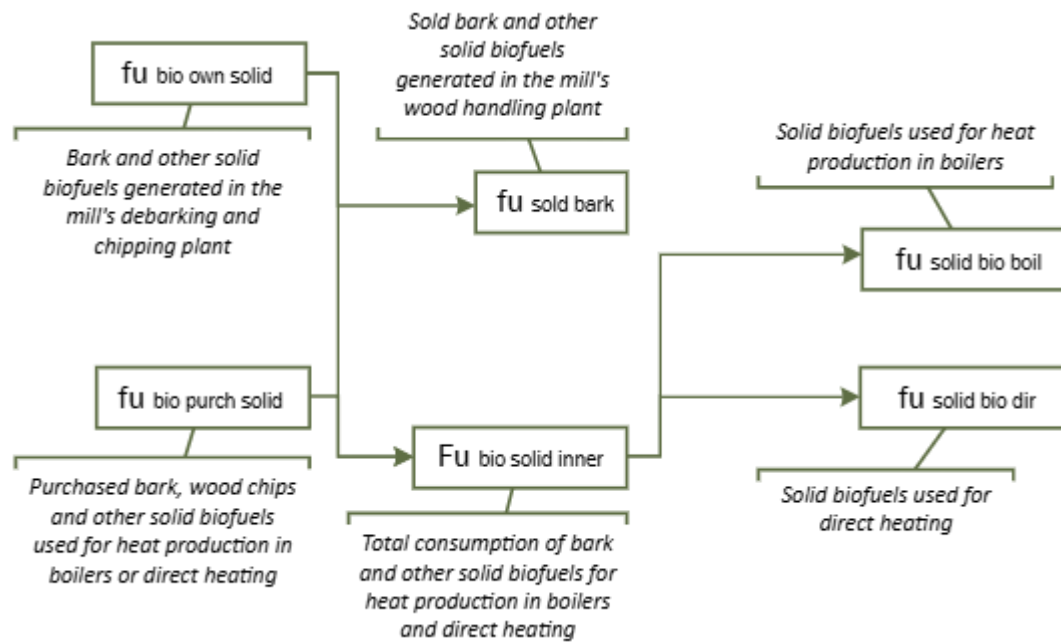 fu bio own solid
Bark and other solid
biofuels generated in the
mill's debarking and
chipping plant
Sold bark and other
solid biofuels
generated in the mill's
wood handling plant
fu sold bark
Solid biofuels used for heat
production in boilers
fu solid bio boil
fu bio purch solid
Purchased bark, wood chips
and other solid biofuels
used for heat production in
boilers or direct heating
Fu bio solid inner
Total consumption of bark
and other solid biofuels for
heat production in boilers
and direct heating
fu solid bio dir
Solid biofuels used for
direct heating